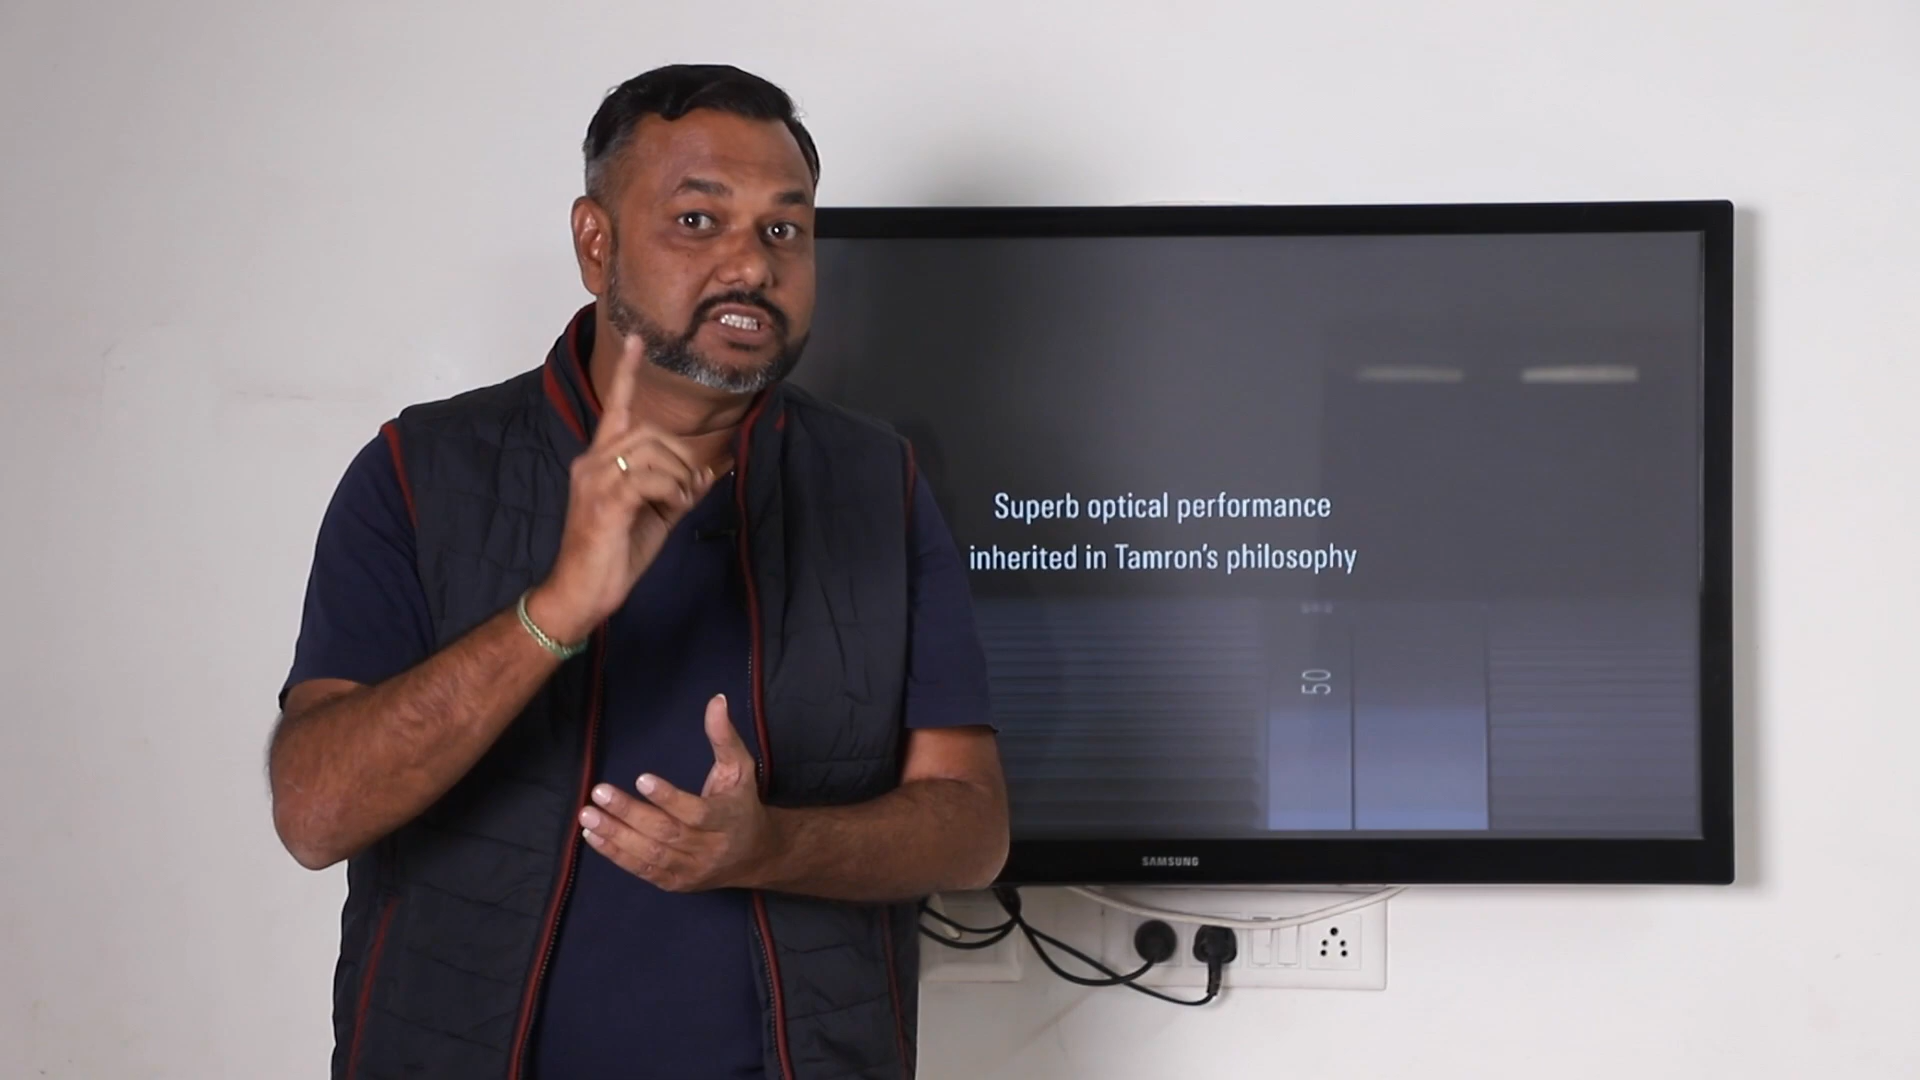 Superb optical performance
inherited in Tamron's philosophy
50
SAMSUNG